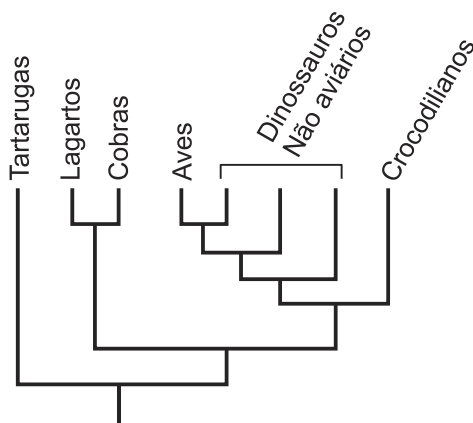 Tartarugas
Lagartos
Cobras
Aves
Dinossauros
Não aviários
Crocodilianos